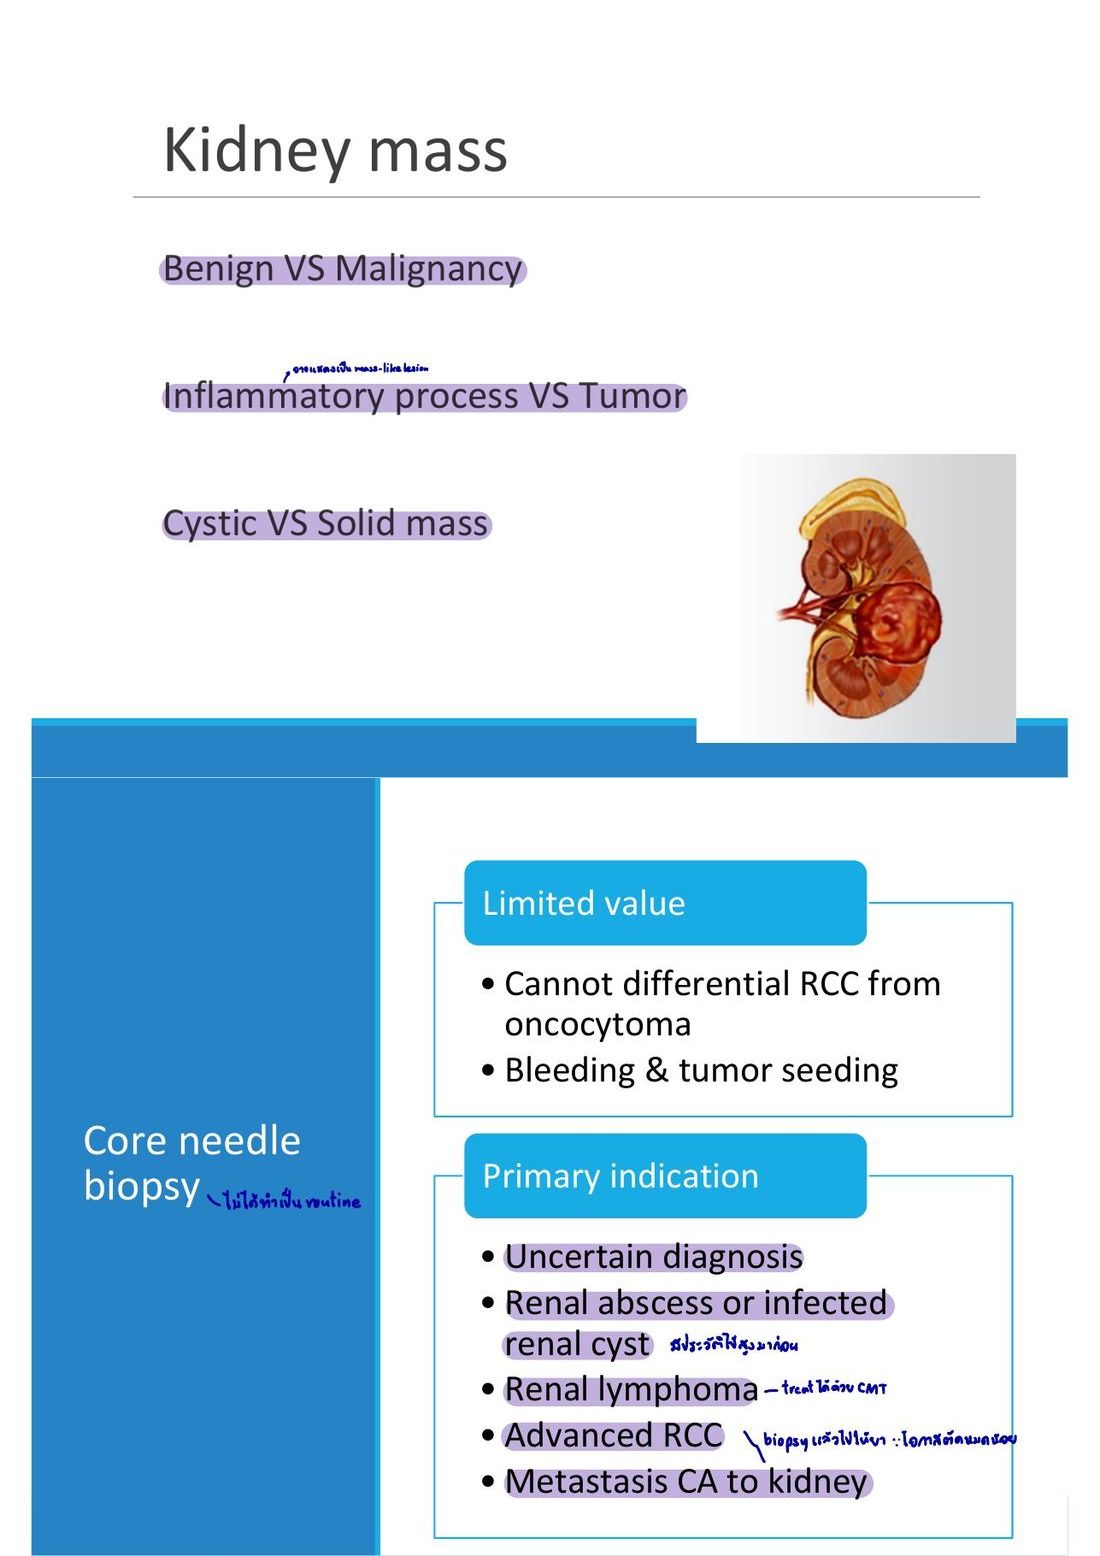 Kidney mass
Benign VS Malignancy
อาจแสดงเป็น mass-like lesion
Inflammatory process VS Tumor
Cystic VS Solid mass
Limited value
• Cannot differential RCC from
oncocytoma
• Bleeding & tumor seeding
Core needle
biopsy ไม่ได้ทำเป็น routine
Primary indication
• Uncertain diagnosis
• Renal abscess or infected
renal cyst มีประวัติไข้สูงมาก่อน
• Renal lymphoma – treat ได้ด้วย CMT
• Advanced RCC biopsy แล้วไปให้ยา ∵ โอกาสตัดหมดน้อย
• Metastasis CA to kidney